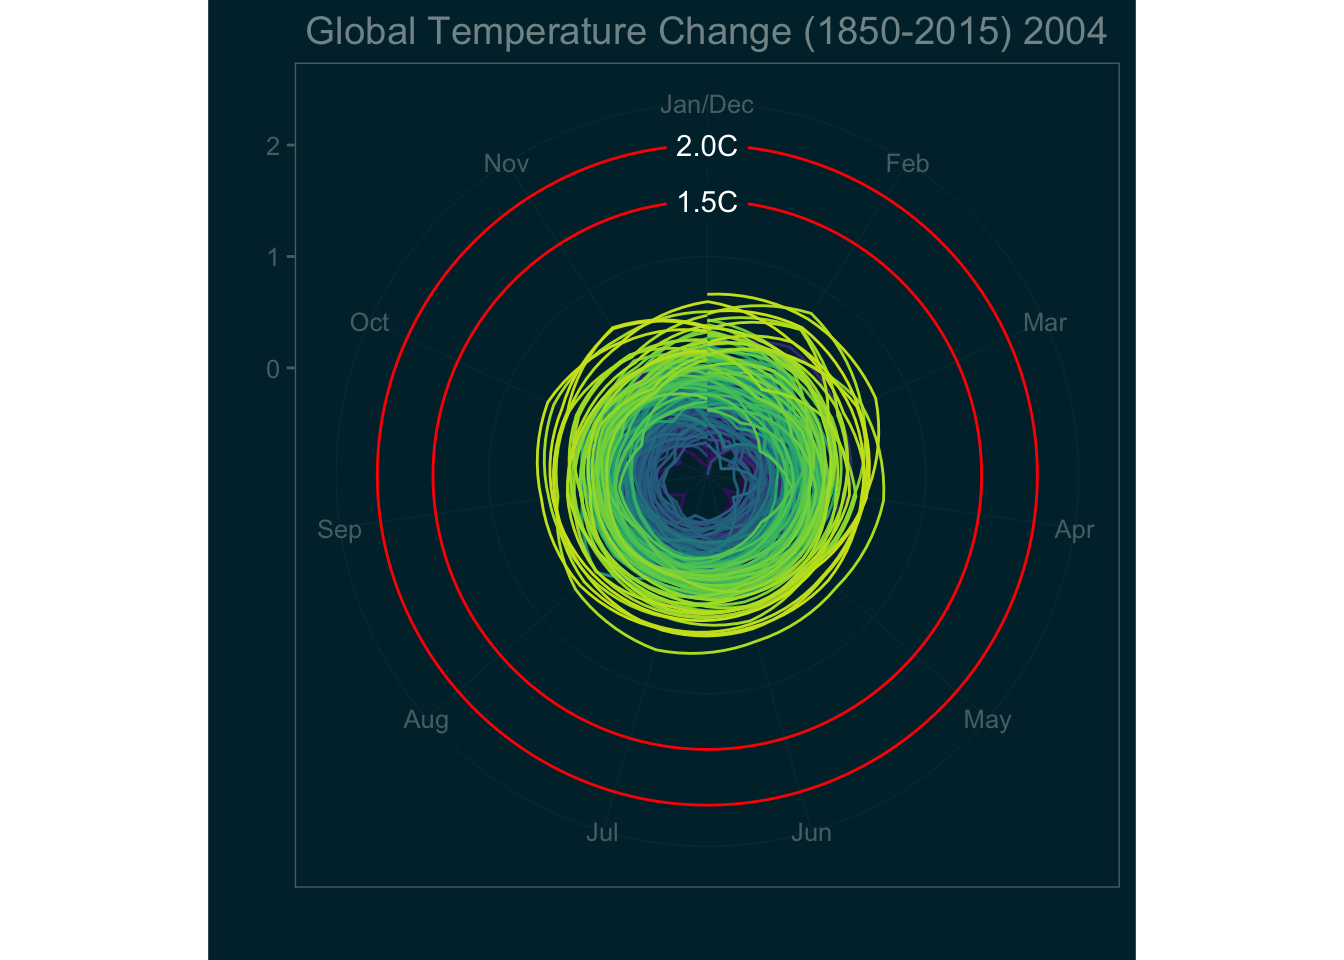 Global Temperature Change (1850-2015) 2004
Jan/Dec
2
2.0C
Nov
Feb
1.5C
1
Oct
Mar
0
Sep
Apr
Aug
May
Jul
Jun